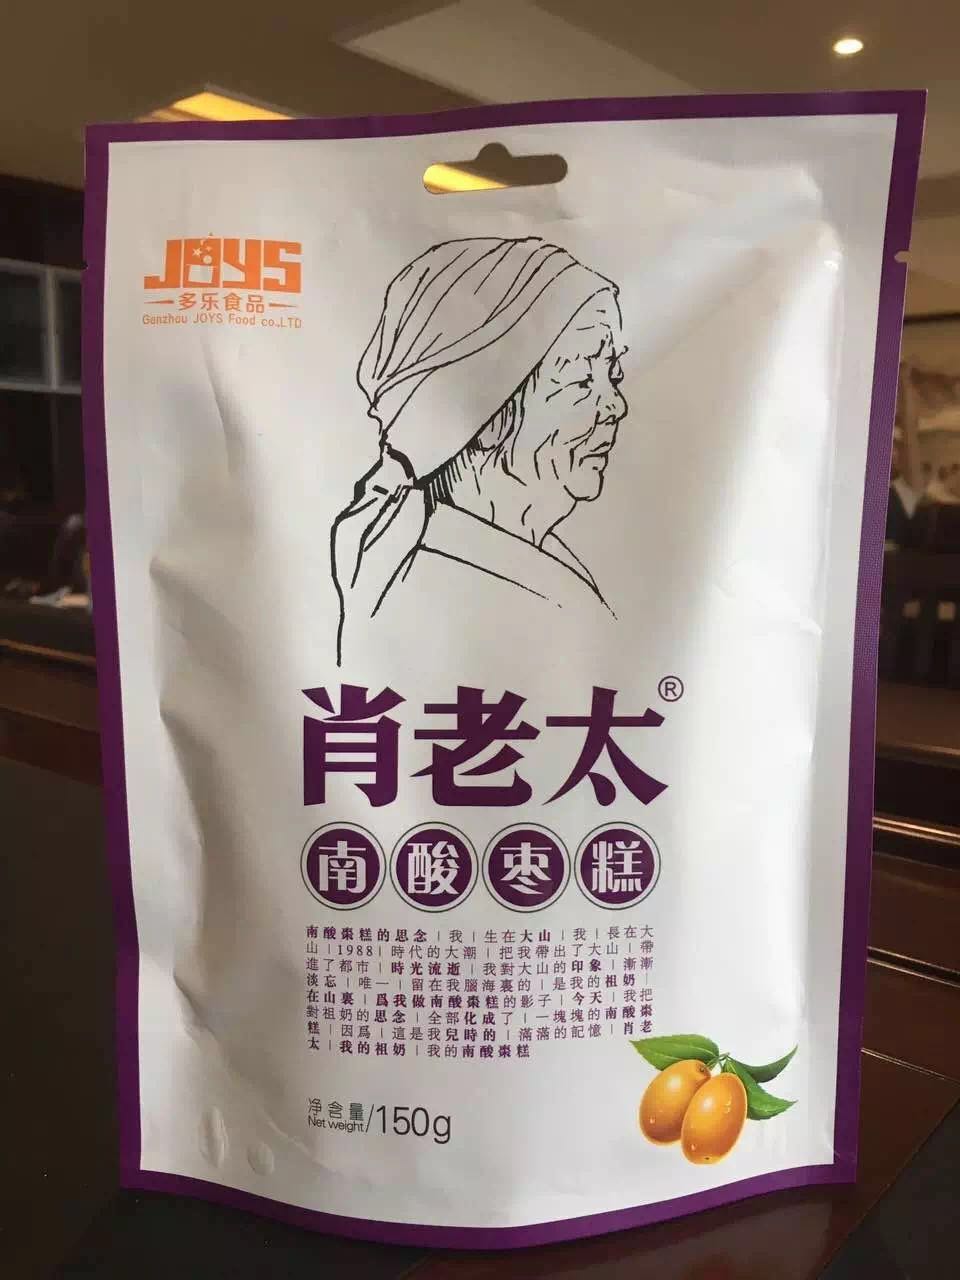 JOYS
多乐食品
Ganzhou JOYS Food co.,LTD
肖老太®
南酸枣糕
南酸棗糕的思念|我|生在大山|我|長在大
山|1988|時代的大潮|把我帶出了大山|帶
進了都市|時光流逝|我對大山的印象|漸漸
淡忘|唯一|留在我腦海裏的|是我的祖奶|
在山裏|爲我做南酸棗糕的影子|今天|我把
對祖奶的思念|全部化成了|一塊塊的南酸棗
糕|因爲|這是我兒時的|滿滿的記憶|肖老
太|我的祖奶|我的南酸棗糕
净含量/150g
Net weight